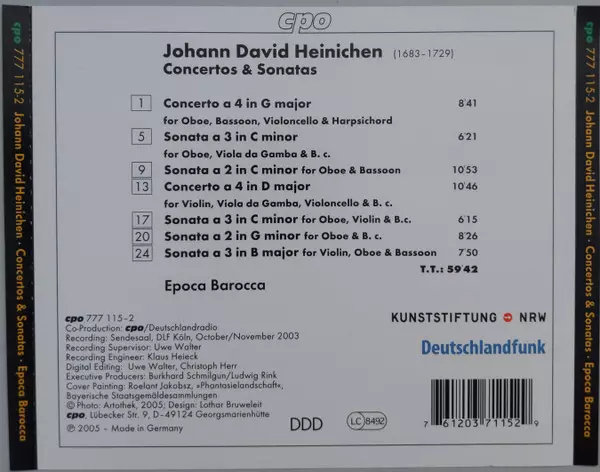 cpo
cpo 777 115-2 Johann David Heinichen · Concertos & Sonatas · Epoca Barocca
Johann David Heinichen (1683–1729)
Concertos & Sonatas
1 Concerto a 4 in G major 8'41
for Oboe, Bassoon, Violoncello & Harpsichord
5 Sonata a 3 in C minor 6'21
for Oboe, Viola da Gamba & B. c.
9 Sonata a 2 in C minor for Oboe & Bassoon 10'53
13 Concerto a 4 in D major 10'46
for Violin, Viola da Gamba, Violoncello & B. c.
17 Sonata a 3 in C minor for Oboe, Violin & B.c. 6'15
20 Sonata a 2 in G minor for Oboe & B. c. 8'26
24 Sonata a 3 in B major for Violin, Oboe & Bassoon 7'50
T.T.: 59'42
Epoca Barocca
cpo 777 115–2
Co-Production: cpo/Deutschlandradio
Recording: Sendesaal, DLF Köln, October/November 2003
Recording Supervisor: Uwe Walter
Recording Engineer: Klaus Heieck
Digital Editing: Uwe Walter, Christoph Herr
Executive Producers: Burkhard Schmilgun/Ludwig Rink
Cover Painting: Roelant Jakobsz, »Phantasielandschaft«,
Bayerische Staatsgemäldesammlungen
© Photo: Artothek, 2005; Design: Lothar Bruweleit
cpo, Lübecker Str. 9, D–49124 Georgsmarienhütte
℗ 2005 – Made in Germany
KUNSTSTIFTUNG NRW
Deutschlandfunk
DDD
LC 8492
7 61203 71152 9
cpo 777 115-2 Johann David Heinichen · Concertos & Sonatas · Epoca Barocca